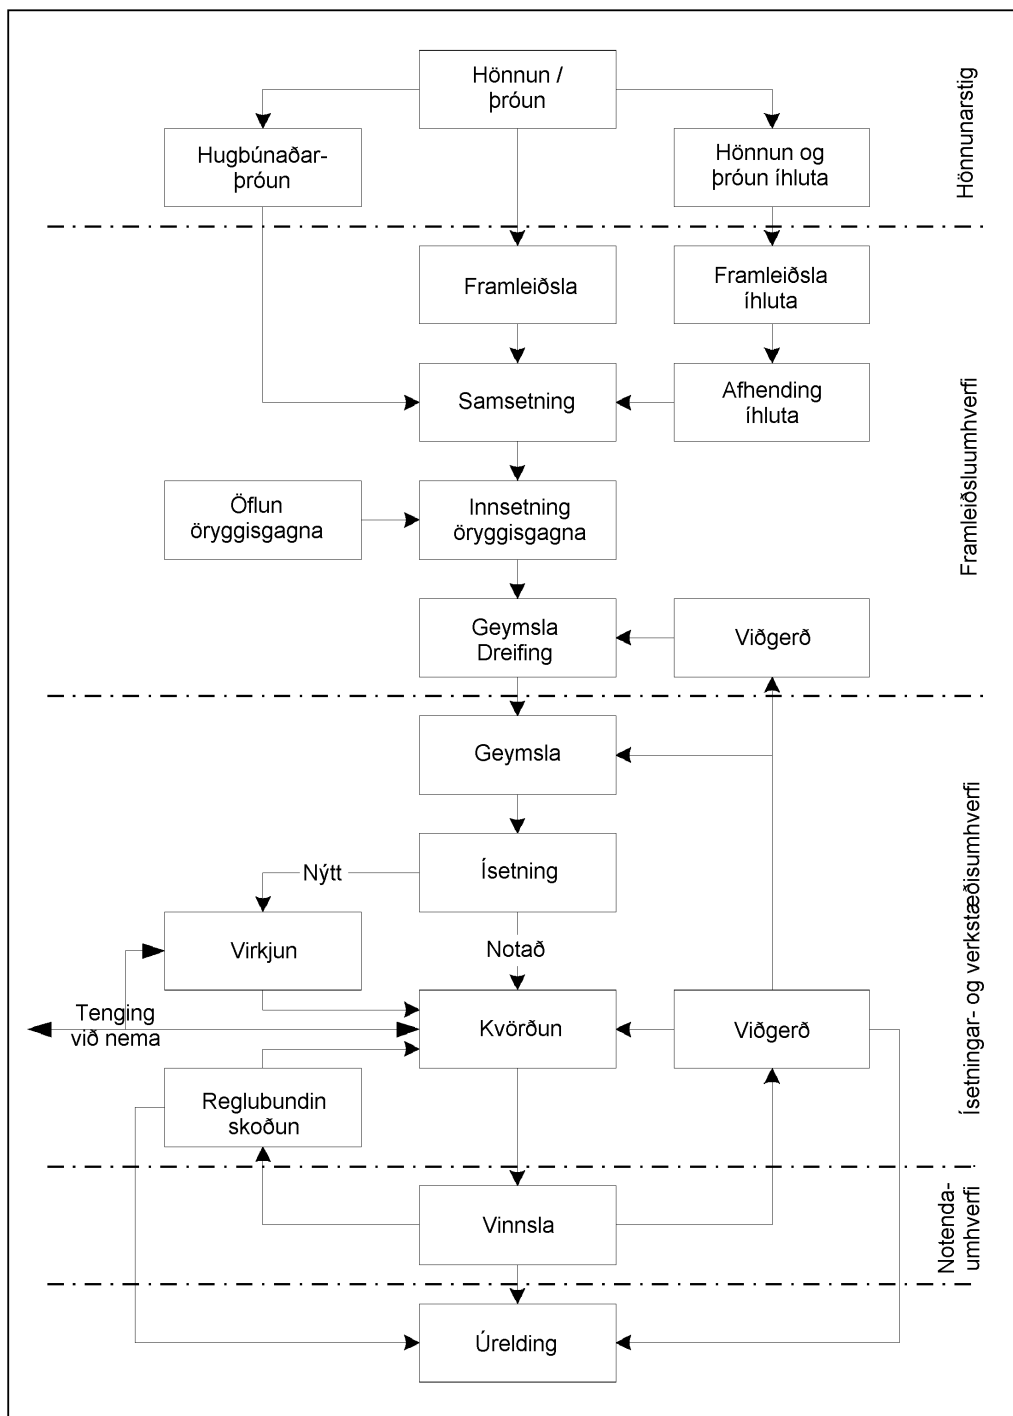 Hönnun /
þróun
Hugbúnaðar-
þróun
Hönnun og
þróun íhluta
Hönnunarstig
Framleiðsla
Framleiðsla
íhluta
Samsetning
Afhending
íhluta
Öflun
öryggisgagna
Innsetning
öryggisgagna
Geymsla
Dreifing
Viðgerð
Framleiðsluumhverfi
Geymsla
Ísetning
Nýtt
Virkjun
Notað
Tenging
við nema
Kvörðun
Viðgerð
Reglubundin
skoðun
Ísetningar- og verkstæðisumhverfi
Vinnsla
Notenda-
umhverfi
Úrelding